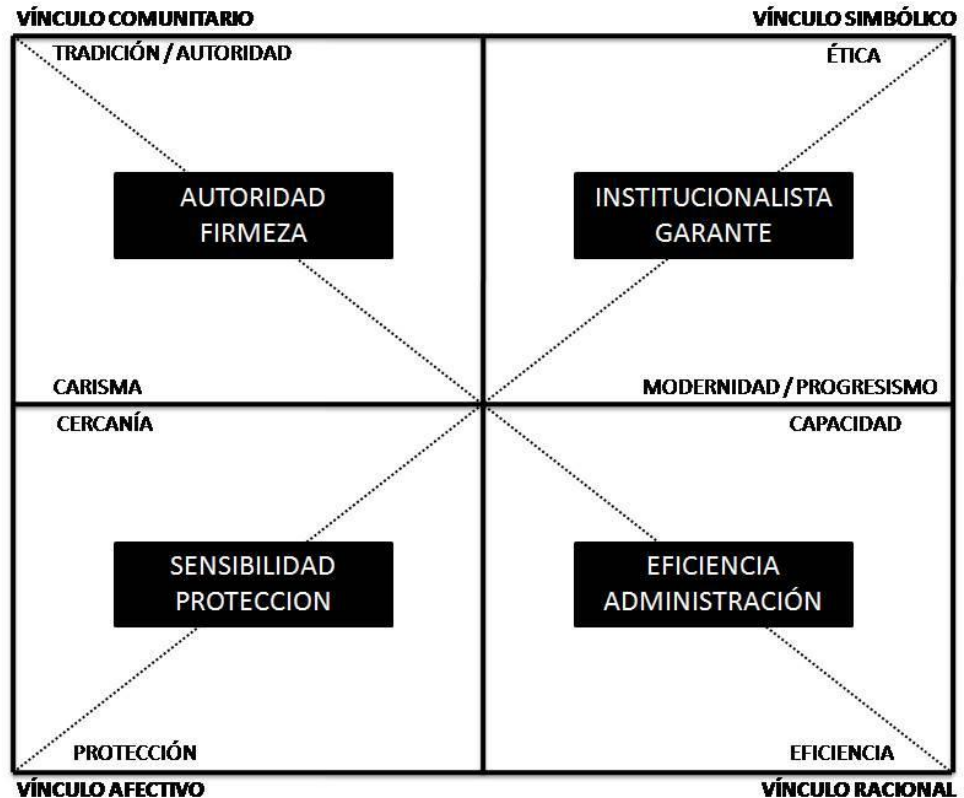 VÍNCULO COMUNITARIO
VÍNCULO SIMBÓLICO
TRADICIÓN / AUTORIDAD
ÉTICA
AUTORIDAD
FIRMEZA
INSTITUCIONALISTA
GARANTE
CARISMA
MODERNIDAD / PROGRESISMO
CERCANÍA
CAPACIDAD
SENSIBILIDAD
PROTECCION
EFICIENCIA
ADMINISTRACIÓN
PROTECCIÓN
EFICIENCIA
VÍNCULO AFECTIVO
VÍNCULO RACIONAL